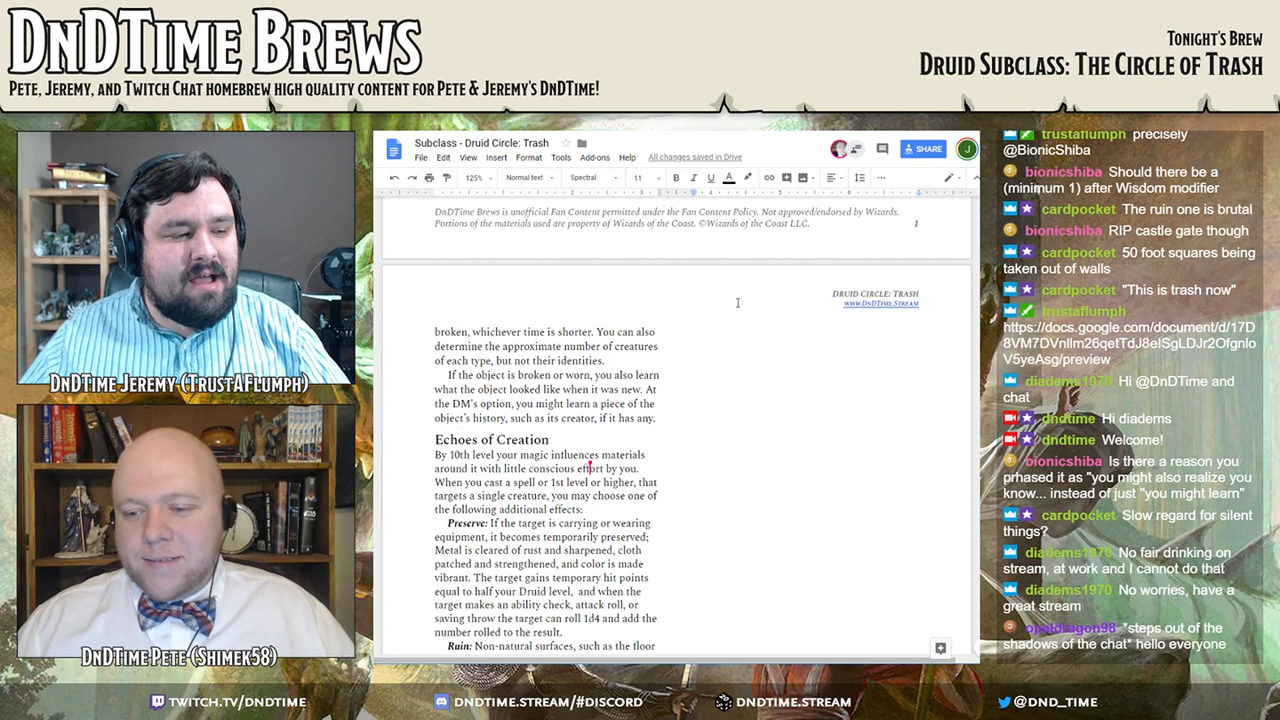 DnDTime Brews
Pete, Jeremy, and Twitch Chat homebrew high quality content for Pete & Jeremy's DnDTime!
Tonight's Brew
Druid Subclass: The Circle of Trash
DnDTime Jeremy (TrustAFlumph)
DnDTime Pete (Shimek58)
Subclass - Druid Circle: Trash
File Edit View Insert Format Tools Add-ons Help All changes saved in Drive
SHARE
J
125% Normal text Spectral 11 B I U A
DnDTime Brews is unofficial Fan Content permitted under the Fan Content Policy. Not approved/endorsed by Wizards.
Portions of the materials used are property of Wizards of the Coast. ©Wizards of the Coast LLC. 1
Druid Circle: Trash
www.DnDTime.Stream
broken, whichever time is shorter. You can also
determine the approximate number of creatures
of each type, but not their identities.
If the object is broken or worn, you also learn
what the object looked like when it was new. At
the DM's option, you might learn a piece of the
object's history, such as its creator, if it has any.
Echoes of Creation
By 10th level your magic influences materials
around it with little conscious effort by you.
When you cast a spell or 1st level or higher, that
targets a single creature, you may choose one of
the following additional effects:
Preserve: If the target is carrying or wearing
equipment, it becomes temporarily preserved;
Metal is cleared of rust and sharpened, cloth
patched and strengthened, and color is made
vibrant. The target gains temporary hit points
equal to half your Druid level, and when the
target makes an ability check, attack roll, or
saving throw the target can roll 1d4 and add the
number rolled to the result.
Ruin: Non-natural surfaces, such as the floor
trustaflumph precisely
@BionicShiba
bionicshiba Should there be a
(minimum 1) after Wisdom modifier
cardpocket The ruin one is brutal
bionicshiba RIP castle gate though
cardpocket 50 foot squares being
taken out of walls
cardpocket "This is trash now"
trustaflumph
https://docs.google.com/document/d/17D
8VM7DVnllm26qetTdJ8elSgLDJr2OfgnIo
V5yeAsg/preview
diadems1970 Hi @DnDTime and
chat
dndtime Hi diadems
dndtime Welcome!
bionicshiba Is there a reason you
prhased it as "you might also realize you
know... instead of just "you might learn"
cardpocket Slow regard for silent
things?
diadems1970 No fair drinking on
stream, at work and I cannot do that
diadems1970 No worries, have a
great stream
opaldragon98 *steps out of the
shadows of the chat* hello everyone
twitch.tv/dndtime
dndtime.stream/#discord
dndtime.stream
@dnd_time